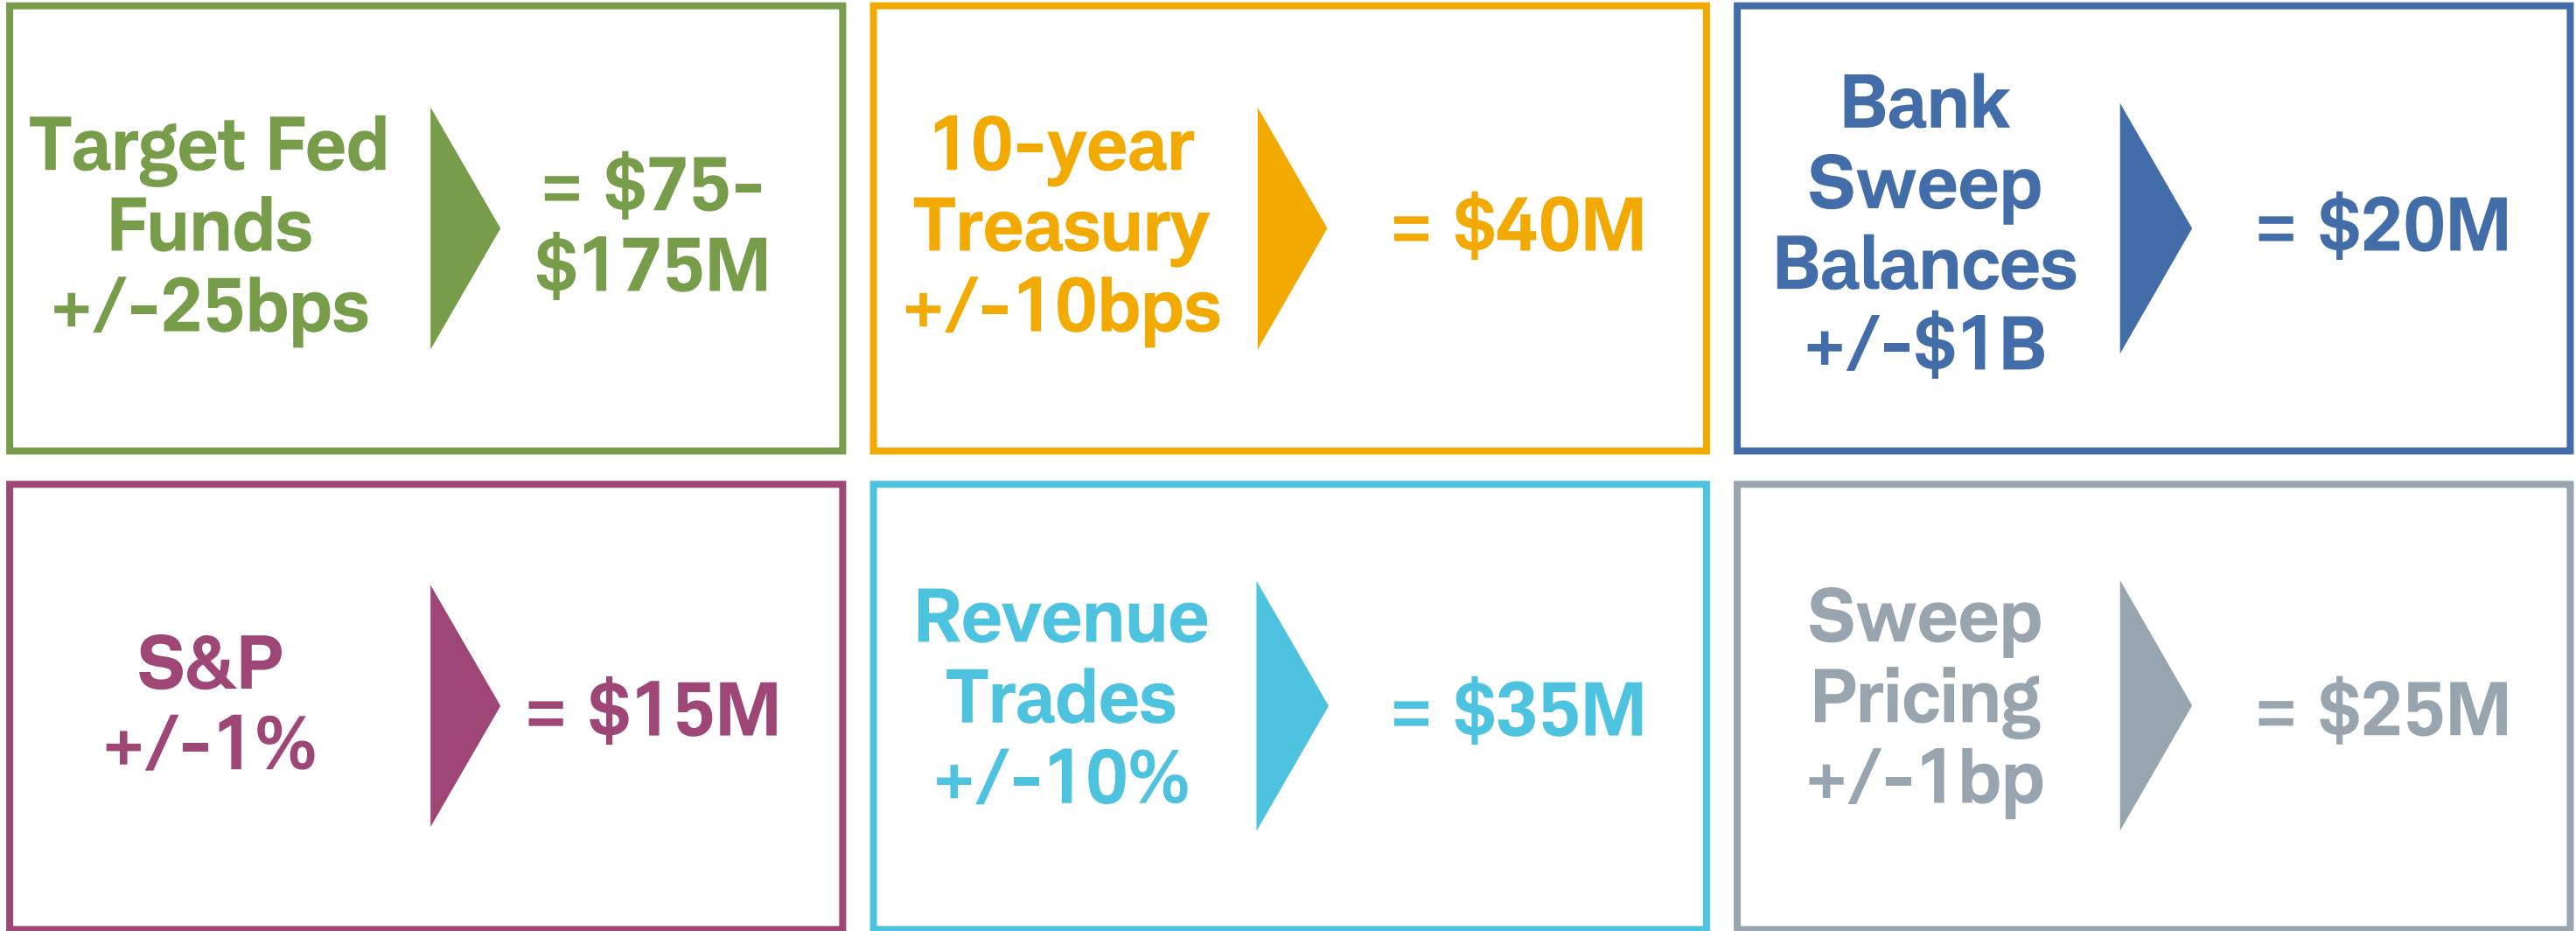 Target Fed
Funds
+/-25bps
= $75-
$175M
10-year
Treasury
+/-10bps
= $40M
Bank
Sweep
Balances
+/-$1B
= $20M
S&P
+/-1%
= $15M
Revenue
Trades
+/-10%
= $35M
Sweep
Pricing
+/-1bp
= $25M